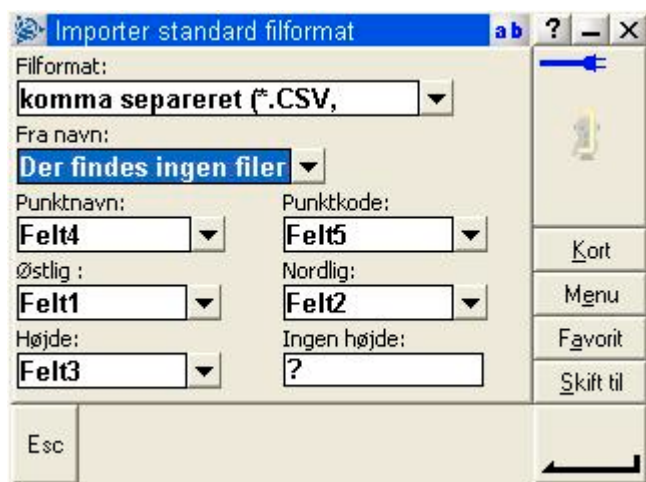 Importer standard filformat ab ? – X
Filformat:
komma separeret (*.CSV,
Fra navn:
Der findes ingen filer
Punktnavn: Punktkode:
Felt4 Felt5
Østlig : Nordlig:
Felt1 Felt2
Højde: Ingen højde:
Felt3 ?
Kort
Menu
Favorit
Skift til
Esc